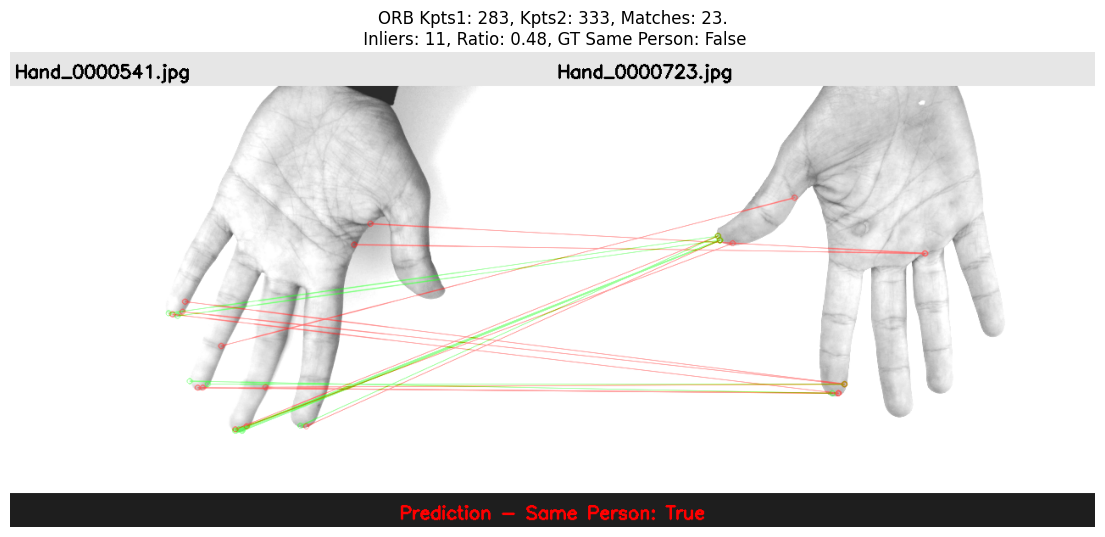 ORB Kpts1: 283, Kpts2: 333, Matches: 23.
Inliers: 11, Ratio: 0.48, GT Same Person: False
Hand_0000541.jpg
Hand_0000723.jpg
Prediction - Same Person: True